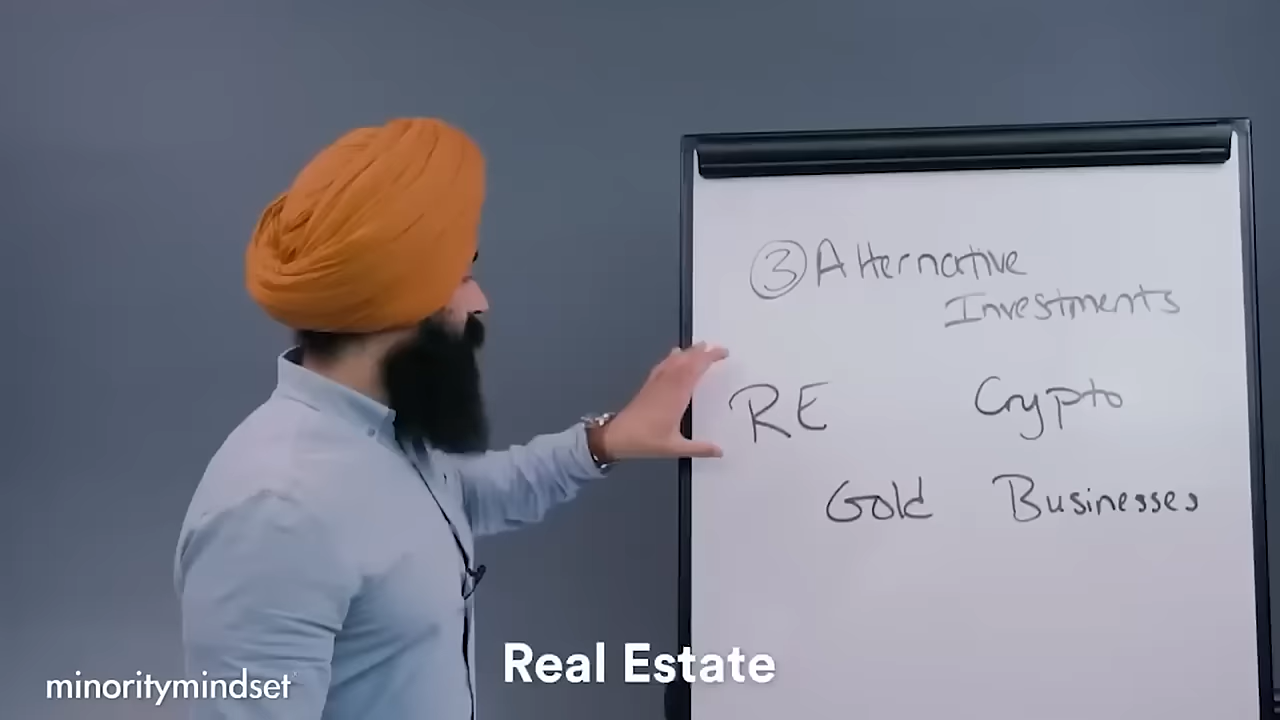 ③ Alternative
Investments
RE Crypto
Gold Businesses
Real Estate
minoritymindset